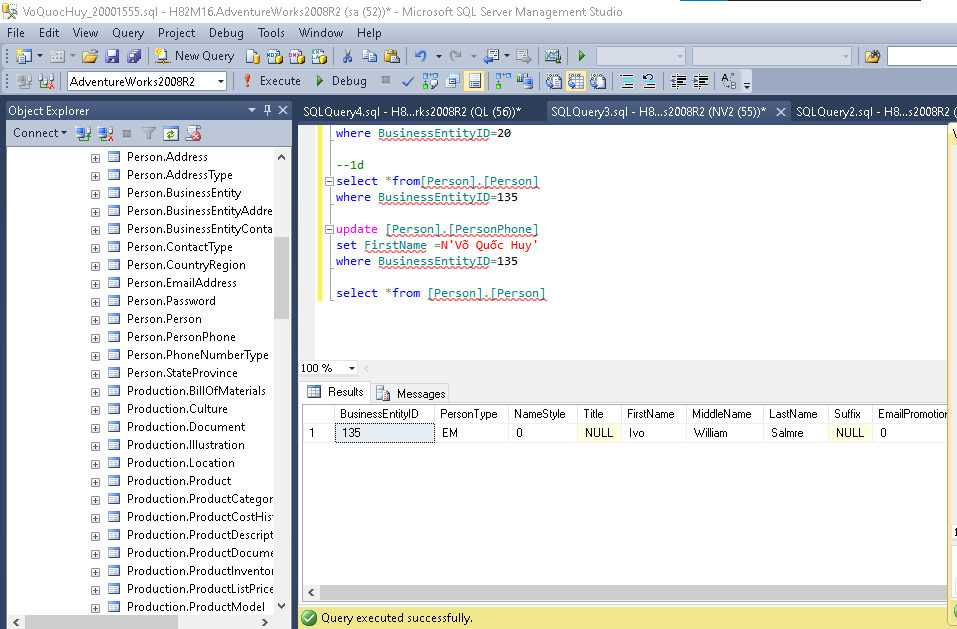 VoQuocHuy_20001555.sql - H82M16.AdventureWorks2008R2 (sa (52))* - Microsoft SQL Server Management Studio
File Edit View Query Project Debug Tools Window Help
New Query
AdventureWorks2008R2 Execute Debug
Object Explorer
Connect
Person.Address
Person.AddressType
Person.BusinessEntity
Person.BusinessEntityAddre
Person.BusinessEntityConta
Person.ContactType
Person.CountryRegion
Person.EmailAddress
Person.Password
Person.Person
Person.PersonPhone
Person.PhoneNumberType
Person.StateProvince
Production.BillOfMaterials
Production.Culture
Production.Document
Production.Illustration
Production.Location
Production.Product
Production.ProductCategor
Production.ProductCostHis
Production.ProductDescript
Production.ProductDocume
Production.ProductInventor
Production.ProductListPrice
Production.ProductModel
SQLQuery4.sql - H8...rks2008R2 (QL (56))* SQLQuery3.sql - H8...s2008R2 (NV2 (55))* SQLQuery2.sql - H8...s2008R2 (
where BusinessEntityID=20
--1d
select *from[Person].[Person]
where BusinessEntityID=135
update [Person].[PersonPhone]
set FirstName =N'Võ Quốc Huy'
where BusinessEntityID=135
select *from [Person].[Person]
100 %
Results Messages
BusinessEntityID PersonType NameStyle Title FirstName MiddleName LastName Suffix EmailPromotion
1 135 EM 0 NULL Ivo William Salmre NULL 0
Query executed successfully.